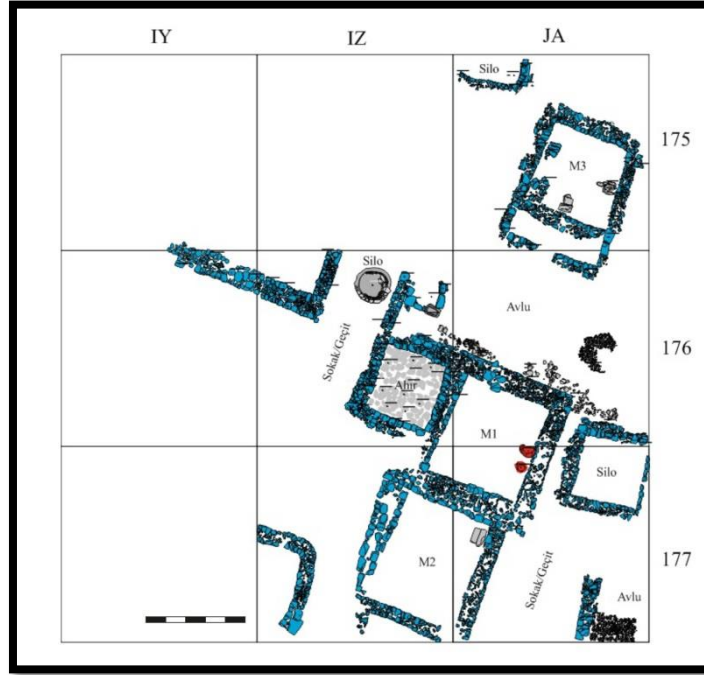 IY IZ JA
Silo
175
M3
Silo
Avlu
Sokak/Geçit
176
Ahır
M1
Silo
M2
Sokak/Geçit
177
Avlu